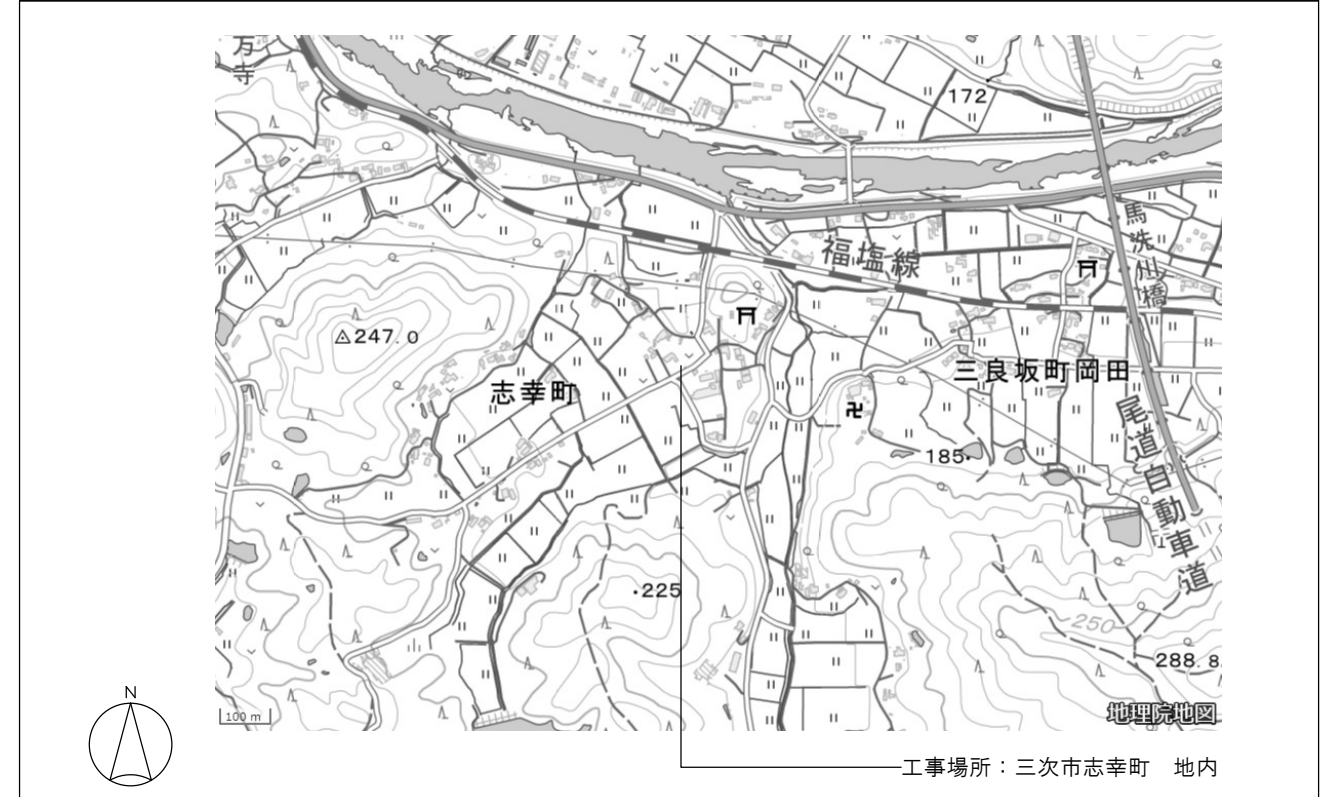 万寺
172
福塩線
馬洗川橋
247.0
志幸町
三良坂町岡田
尾道自動車道
185
225
250
288.8
N
100 m
地理院地図
工事場所：三次市志幸町　地内